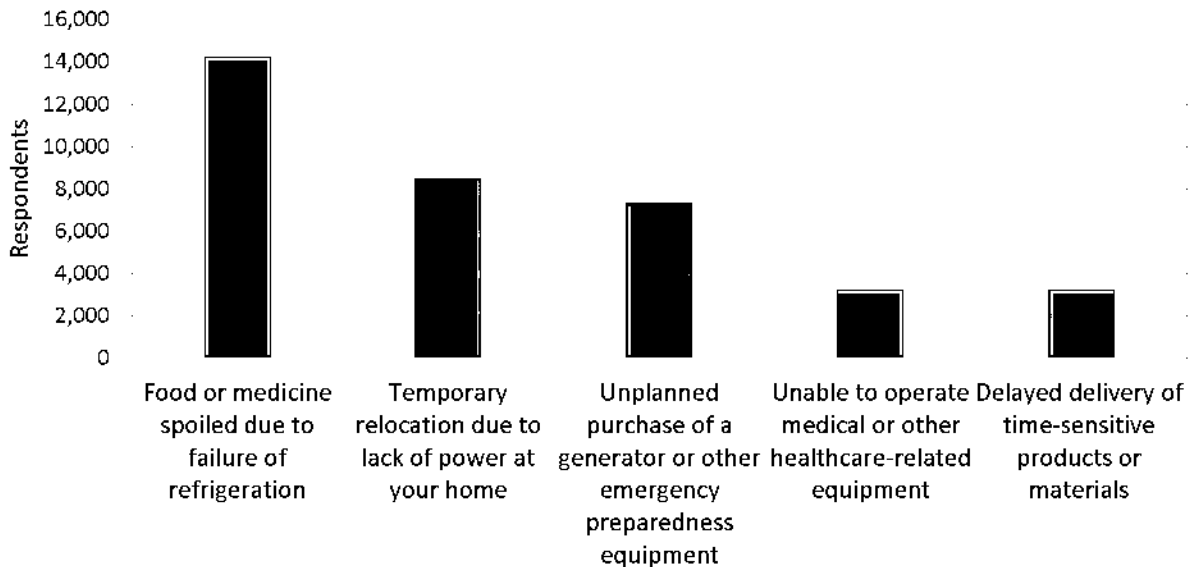 16,000
14,000
12,000
10,000
8,000
6,000
4,000
2,000
0
Respondents
Food or medicine
spoiled due to
failure of
refrigeration
Temporary
relocation due to
lack of power at
your home
Unplanned
purchase of a
generator or other
emergency
preparedness
equipment
Unable to operate
medical or other
healthcare-related
equipment
Delayed delivery of
time-sensitive
products or
materials